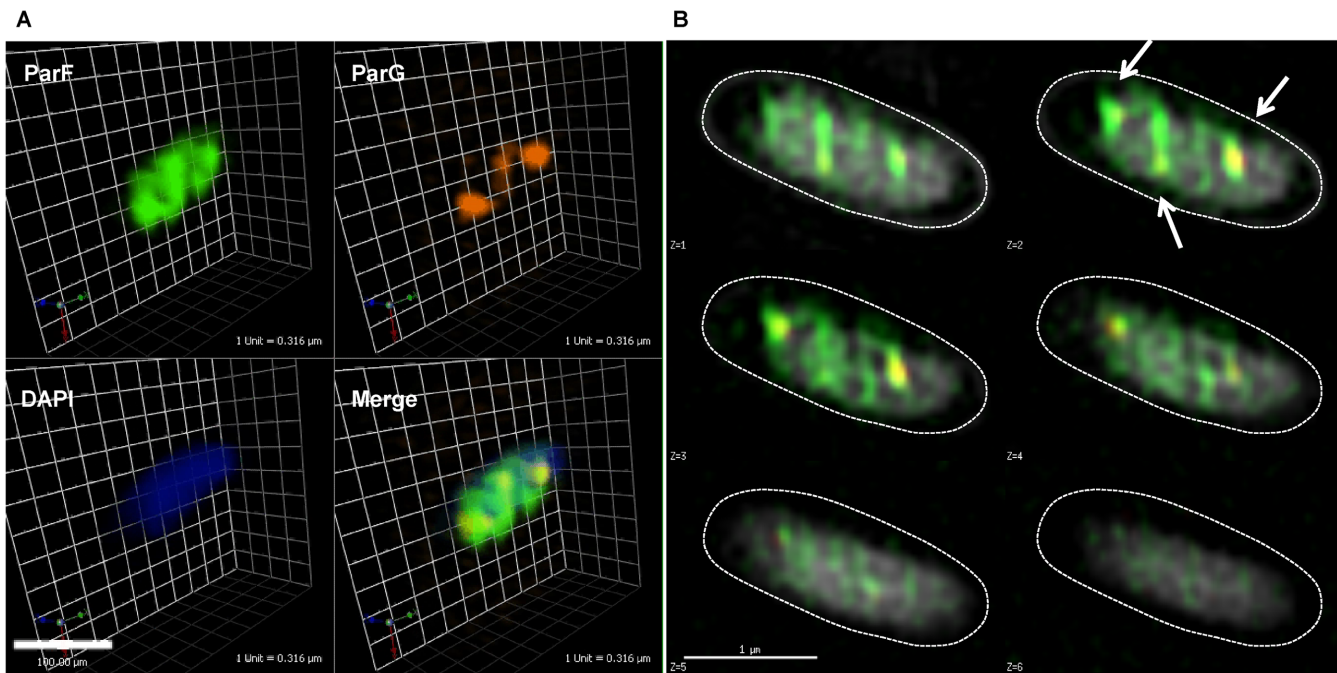 A
B
ParF
ParG
1 Unit = 0.316 µm
1 Unit = 0.316 µm
DAPI
Merge
100.00 µm
1 Unit = 0.316 µm
1 Unit = 0.316 µm
Z=1
Z=2
Z=3
Z=4
Z=5
1 µm
Z=6